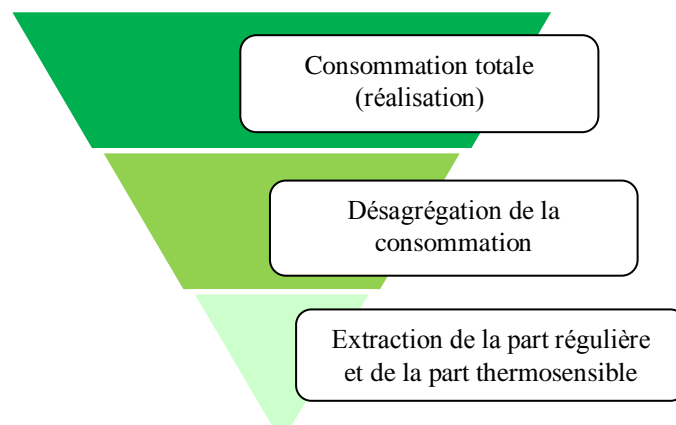 Consommation totale
(réalisation)
Désagrégation de la
consommation
Extraction de la part régulière
et de la part thermosensible